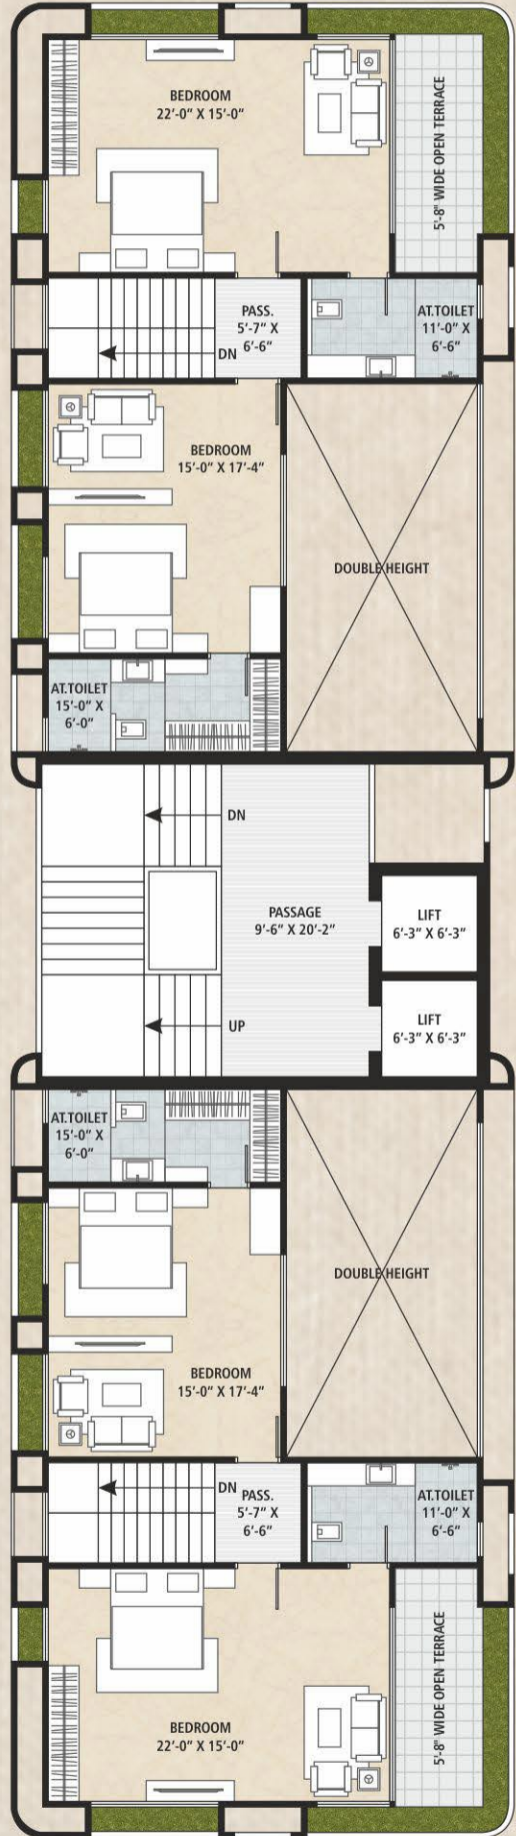 BEDROOM
22'-0" X 15'-0"
5'-8" WIDE OPEN TERRACE
PASS.
5'-7" X
6'-6"
DN
AT.TOILET
11'-0" X
6'-6"
BEDROOM
15'-0" X 17'-4"
DOUBLE HEIGHT
AT.TOILET
15'-0" X
6'-0"
DN
PASSAGE
9'-6" X 20'-2"
LIFT
6'-3" X 6'-3"
LIFT
6'-3" X 6'-3"
UP
AT.TOILET
15'-0" X
6'-0"
DOUBLE HEIGHT
BEDROOM
15'-0" X 17'-4"
DN
PASS.
5'-7" X
6'-6"
AT.TOILET
11'-0" X
6'-6"
5'-8" WIDE OPEN TERRACE
BEDROOM
22'-0" X 15'-0"